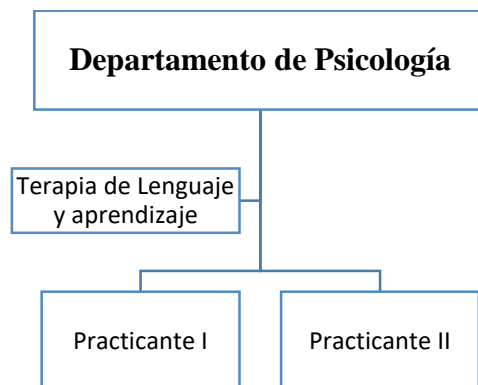 Departamento de Psicología
Terapia de Lenguaje
y aprendizaje
Practicante I
Practicante II